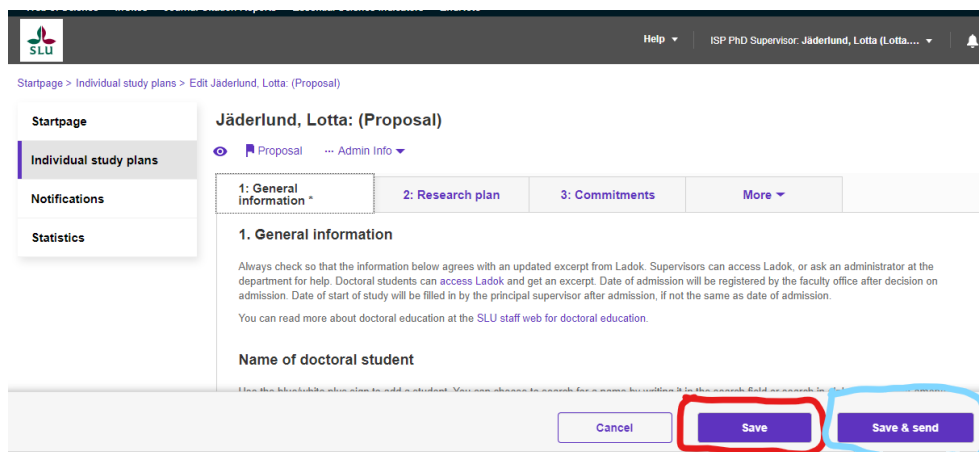 SLU
Help
ISP PhD Supervisor: Jäderlund, Lotta (Lotta....
Startpage > Individual study plans > Edit Jäderlund, Lotta: (Proposal)
Startpage
Individual study plans
Notifications
Statistics
Jäderlund, Lotta: (Proposal)
Proposal ··· Admin Info
1: General
information *
2: Research plan
3: Commitments
More
1. General information
Always check so that the information below agrees with an updated excerpt from Ladok. Supervisors can access Ladok, or ask an administrator at the
department for help. Doctoral students can access Ladok and get an excerpt. Date of admission will be registered by the faculty office after decision on
admission. Date of start of study will be filled in by the principal supervisor after admission, if not the same as date of admission.
You can read more about doctoral education at the SLU staff web for doctoral education.
Name of doctoral student
Cancel
Save
Save & send